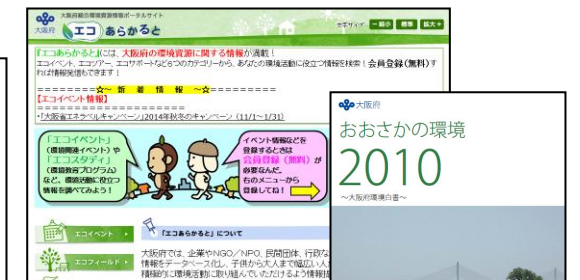 大阪府総合環境資源情報ポータルサイト
大阪府 エコあらかると
文字サイズ ー縮小 標準 拡大+
『エコあらかると』には、大阪府の環境資源に関する情報が満載！
エコイベント、エコツアー、エコサポートなど6つのカテゴリーから、あなたの環境活動に役立つ情報を検索！会員登録(無料)す
れば情報発信もできます！
========☆～ 新 着 情 報 ～☆========
【エコイベント情報】
・「大阪省エネラベルキャンペーン」2014年秋冬のキャンペーン (11/1～1/31)
「エコイベント」
(環境関連イベント) や
「エコスタディ」
(環境教育プログラム)
など、環境活動に役立つ
情報を調べてみよう！
イベント情報などを
登録するときは
会員登録 (無料) が
必要なんだ。
右のメニューから
登録してね！
エコイベント
エコフィールド
「エコあらかると」について
大阪府では、企業やNGO／NPO、民間団体、行政な
情報をデータベース化し、子供から大人まで幅広い人
積極的に環境活動に取り組んでいただけるよう情報提
大阪府
おおさかの環境
2010
～大阪府環境白書～